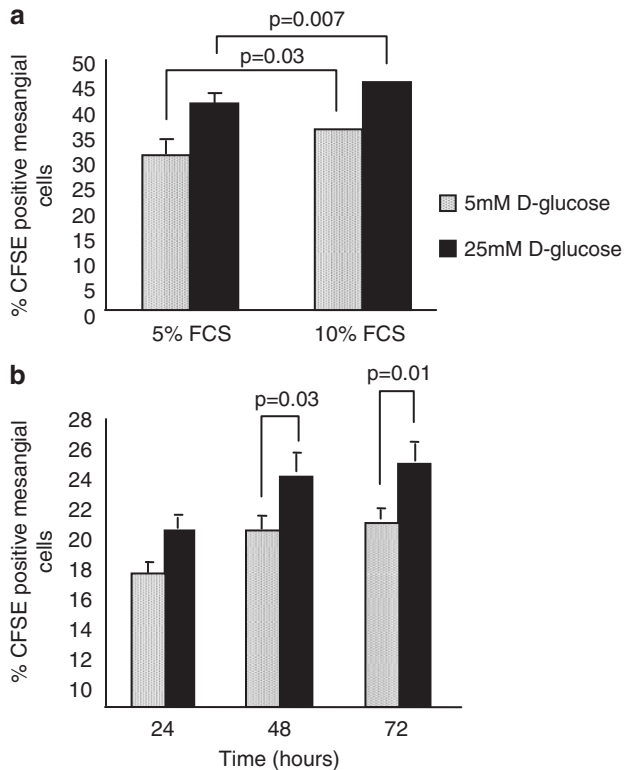 a
p=0.007
p=0.03
% CFSE positive mesangial
cells
50
45
40
35
30
25
20
15
10
5
0
5% FCS
10% FCS
5mM D-glucose
25mM D-glucose
b
p=0.03
p=0.01
% CFSE positive mesangial
cells
28
26
24
22
20
18
16
14
12
10
24
48
72
Time (hours)